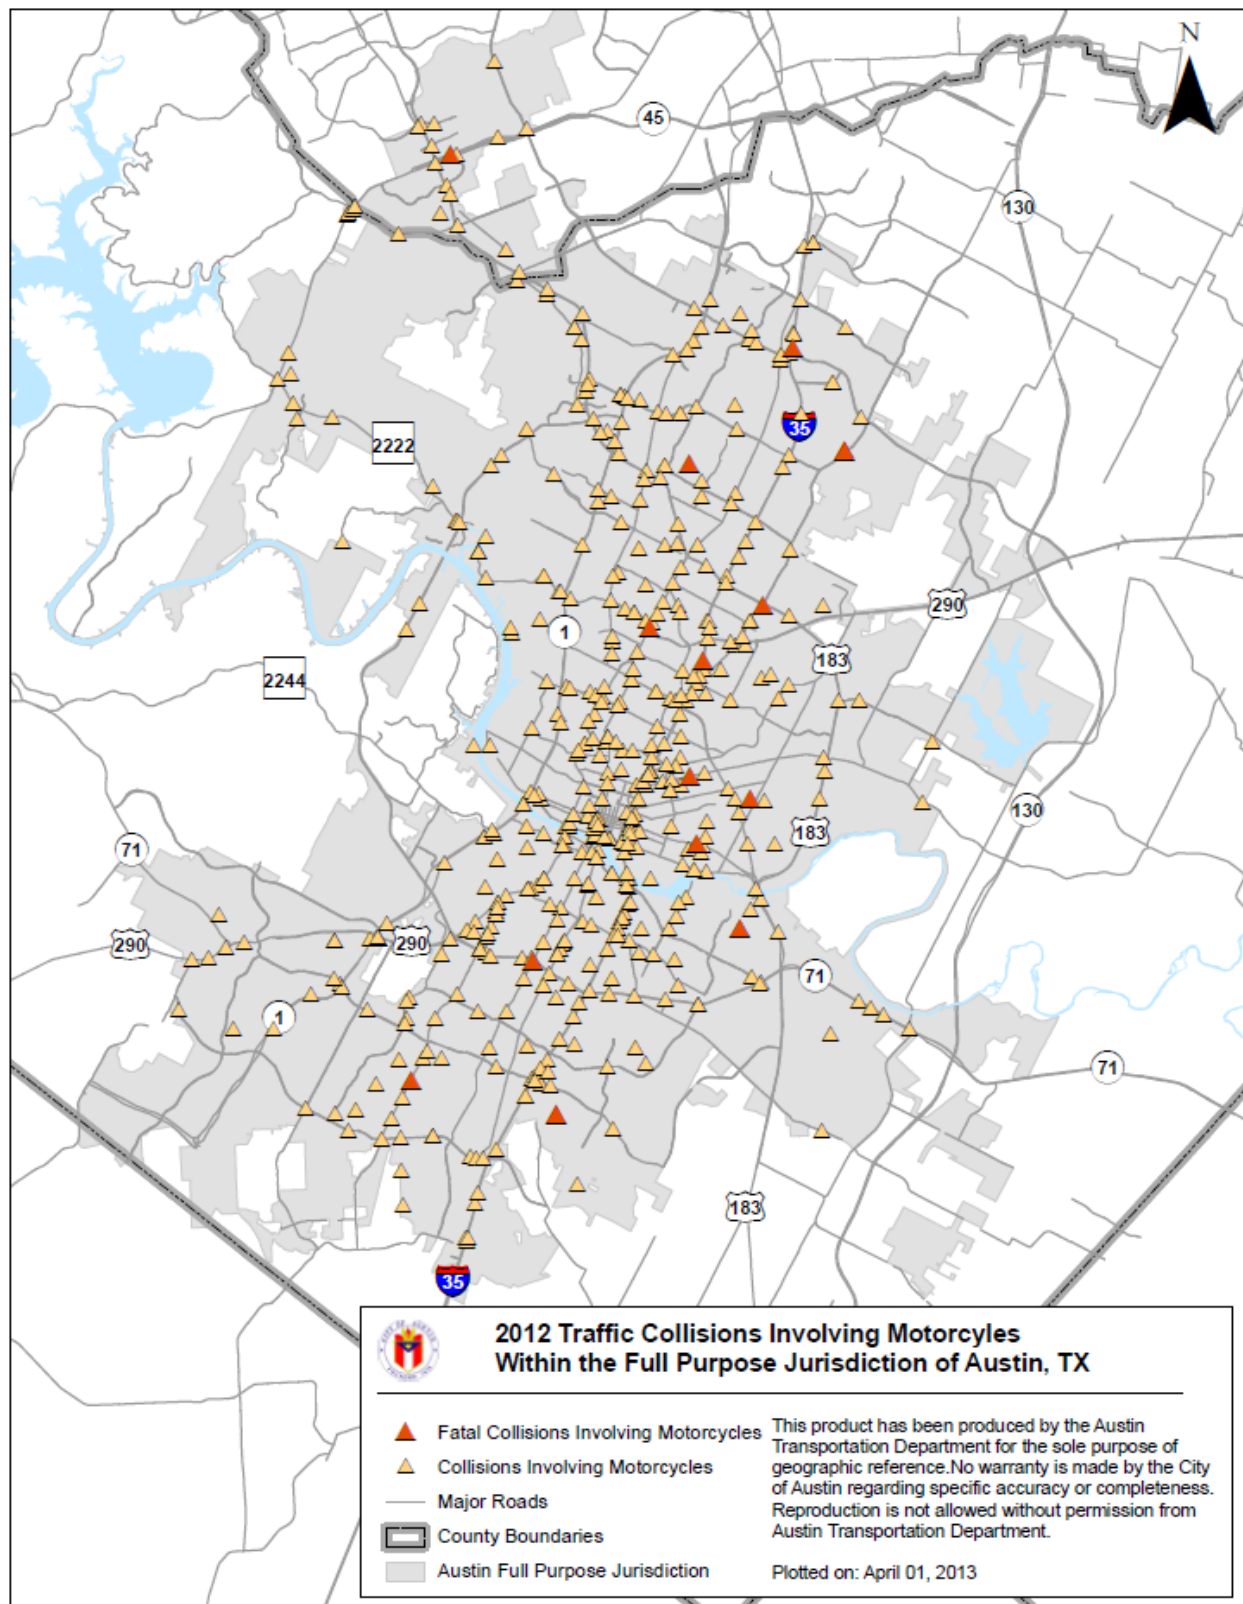 N
45
130
35
2222
290
1
183
2244
130
183
71
290
290
71
1
71
183
35
2012 Traffic Collisions Involving Motorcyles
Within the Full Purpose Jurisdiction of Austin, TX
Fatal Collisions Involving Motorcycles
Collisions Involving Motorcycles
Major Roads
County Boundaries
Austin Full Purpose Jurisdiction
This product has been produced by the Austin
Transportation Department for the sole purpose of
geographic reference.No warranty is made by the City
of Austin regarding specific accuracy or completeness.
Reproduction is not allowed without permission from
Austin Transportation Department.
Plotted on: April 01, 2013